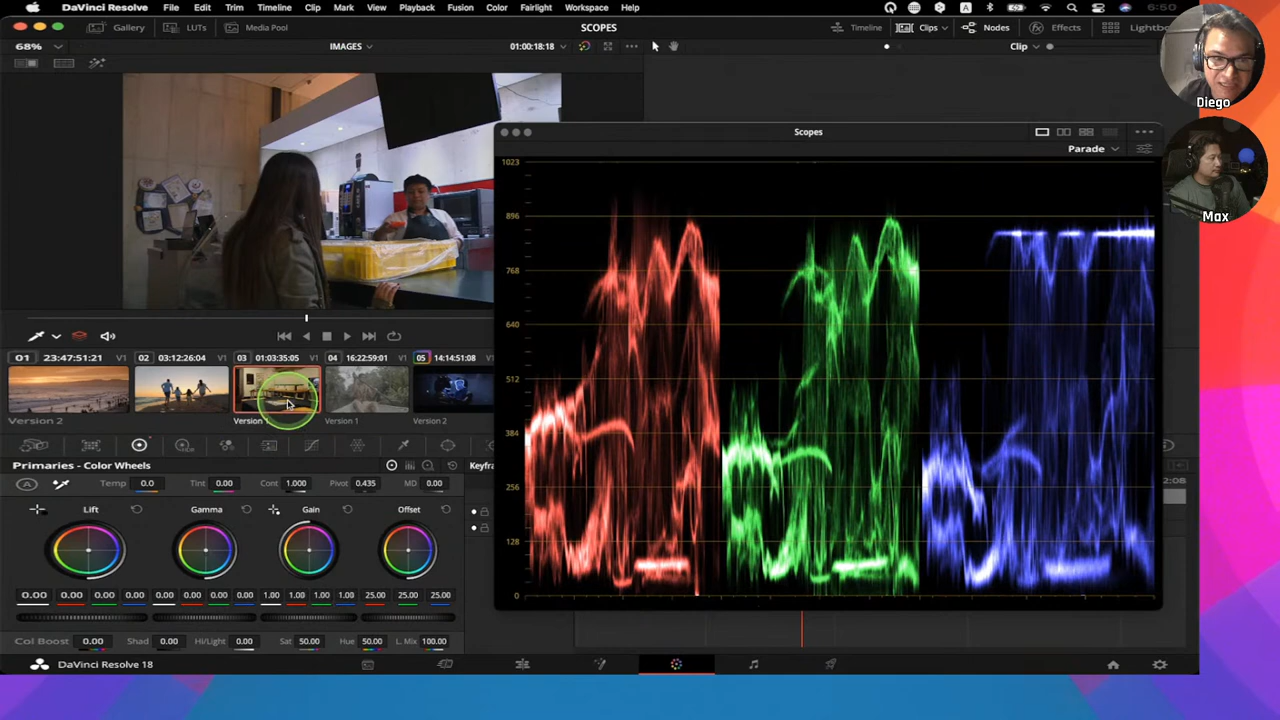 DaVinci Resolve File Edit Trim Timeline Clip Mark View Playback Fusion Color Fairlight Workspace Help A 6:50
Gallery LUTs Media Pool SCOPES Timeline Clips Nodes Effects Lightbo
68% IMAGES 01:00:18:18 Clip
Diego
Scopes
Parade
1023
896
768
640
512
384
256
128
0
Max
01 23:47:51:21 V1 02 03:12:26:04 V1 03 01:03:35:05 V1 04 16:22:59:01 V1 05 14:14:51:08
Version 2 Version Version 1 Version 2
Primaries - Color Wheels Keyfra
Temp 0.0 Tint 0.00 Cont 1.000 Pivot 0.435 MD 0.00 2:08
Lift Gamma Gain Offset
0.00 0.00 0.00 0.00 0.00 0.00 0.00 0.00 1.00 1.00 1.00 1.00 25.00 25.00 25.00
Col Boost 0.00 Shad 0.00 Hi/Light 0.00 Sat 50.00 Hue 50.00 L. Mix 100.00
DaVinci Resolve 18